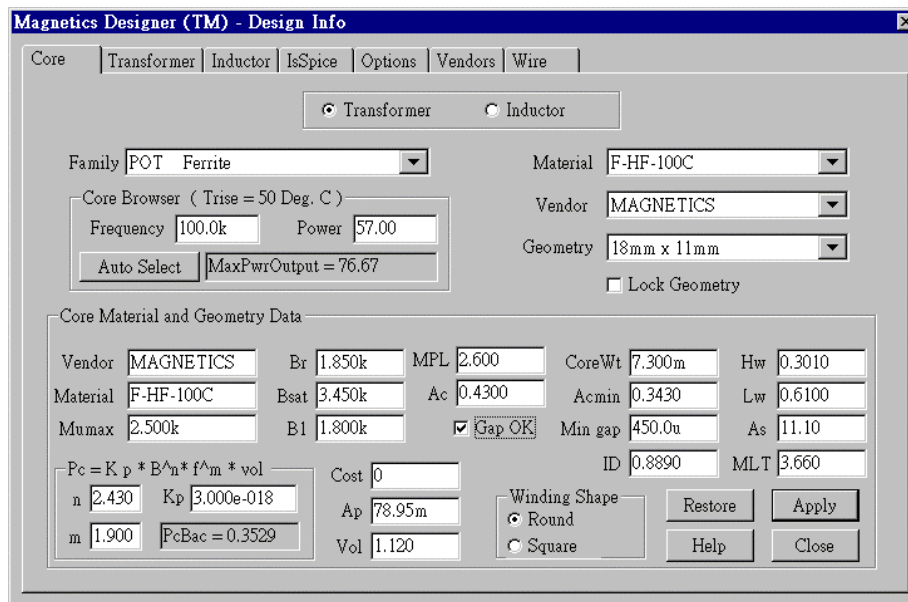 Magnetics Designer (TM) - Design Info
Core Transformer Inductor IsSpice Options Vendors Wire
Transformer Inductor
Family POT Ferrite Material F-HF-100C
Core Browser ( Trise = 50 Deg. C )
Vendor MAGNETICS
Frequency 100.0k Power 57.00
Geometry 18mm x 11mm
Auto Select MaxPwrOutput = 76.67
Lock Geometry
Core Material and Geometry Data
Vendor MAGNETICS Br 1.850k MPL 2.600 CoreWt 7.300m Hw 0.3010
Material F-HF-100C Bsat 3.450k Ac 0.4300 Acmin 0.3430 Lw 0.6100
Mumax 2.500k B1 1.800k Gap OK Min gap 450.0u As 11.10
ID 0.8890 MLT 3.660
Pc = K p * B^n* f^m * vol
Cost 0
n 2.430 Kp 3.000e-018
Winding Shape
Restore Apply
Ap 78.95m
Round
m 1.900 PcBac = 0.3529
Vol 1.120
Square
Help Close